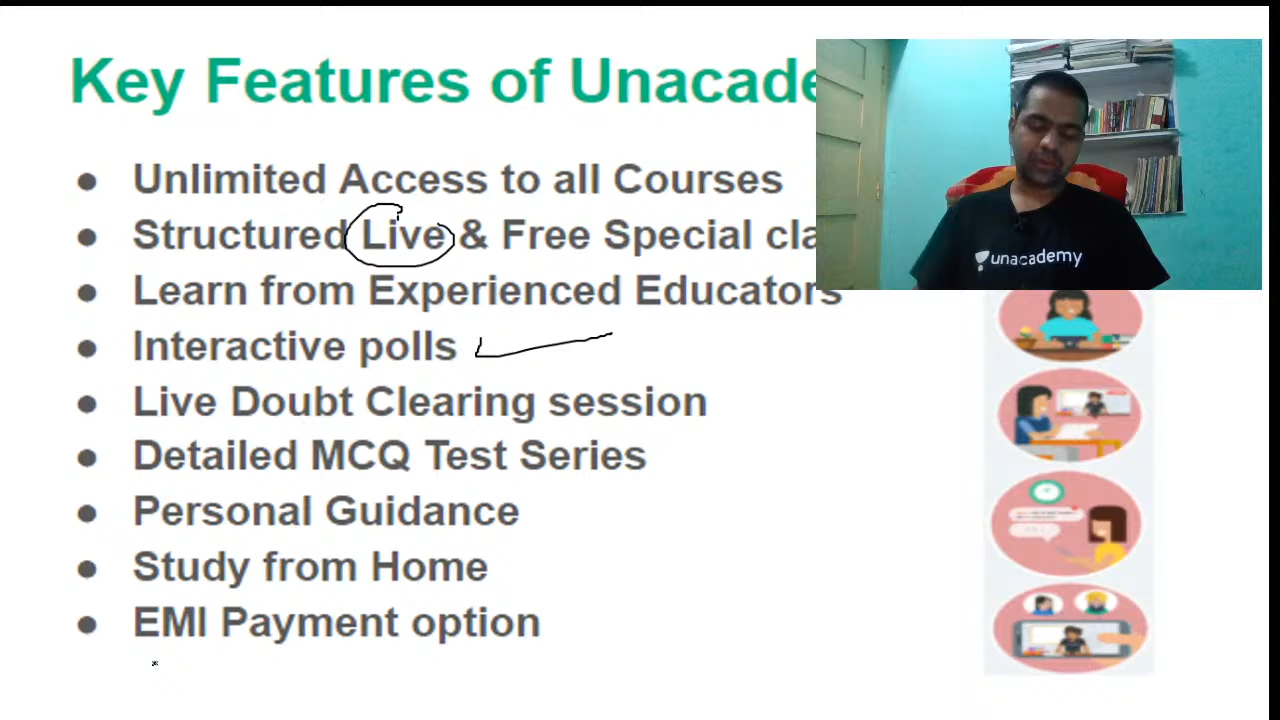 Key Features of Unacade
● Unlimited Access to all Courses
● Structured Live & Free Special cla
● Learn from Experienced Educators
● Interactive polls
● Live Doubt Clearing session
● Detailed MCQ Test Series
● Personal Guidance
● Study from Home
● EMI Payment option
unacademy